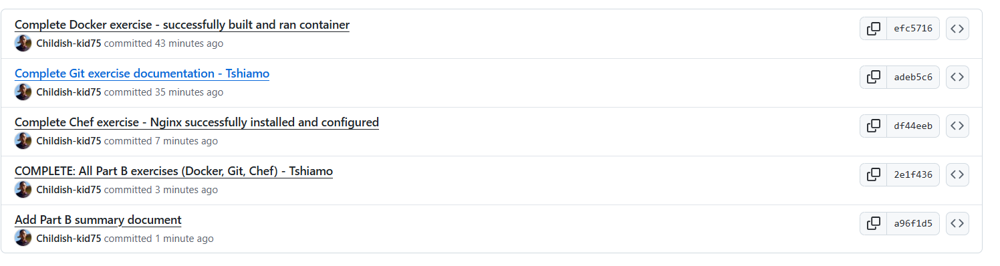 Complete Docker exercise - successfully built and ran container
efc5716
Childish-kid75 committed 43 minutes ago
Complete Git exercise documentation - Tshiamo
adeb5c6
Childish-kid75 committed 35 minutes ago
Complete Chef exercise - Nginx successfully installed and configured
df44eeb
Childish-kid75 committed 7 minutes ago
COMPLETE: All Part B exercises (Docker, Git, Chef) - Tshiamo
2e1f436
Childish-kid75 committed 3 minutes ago
Add Part B summary document
a96f1d5
Childish-kid75 committed 1 minute ago